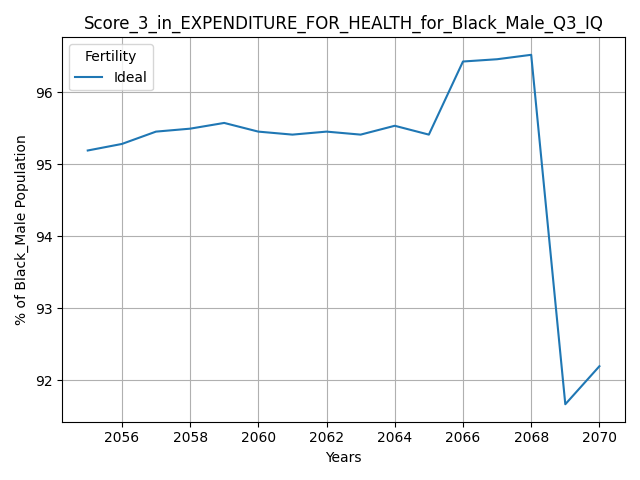 Score_3_in_EXPENDITURE_FOR_HEALTH_for_Black_Male_Q3_IQ
Fertility
Ideal
% of Black_Male Population
96
95
94
93
92
2056 2058 2060 2062 2064 2066 2068 2070
Years